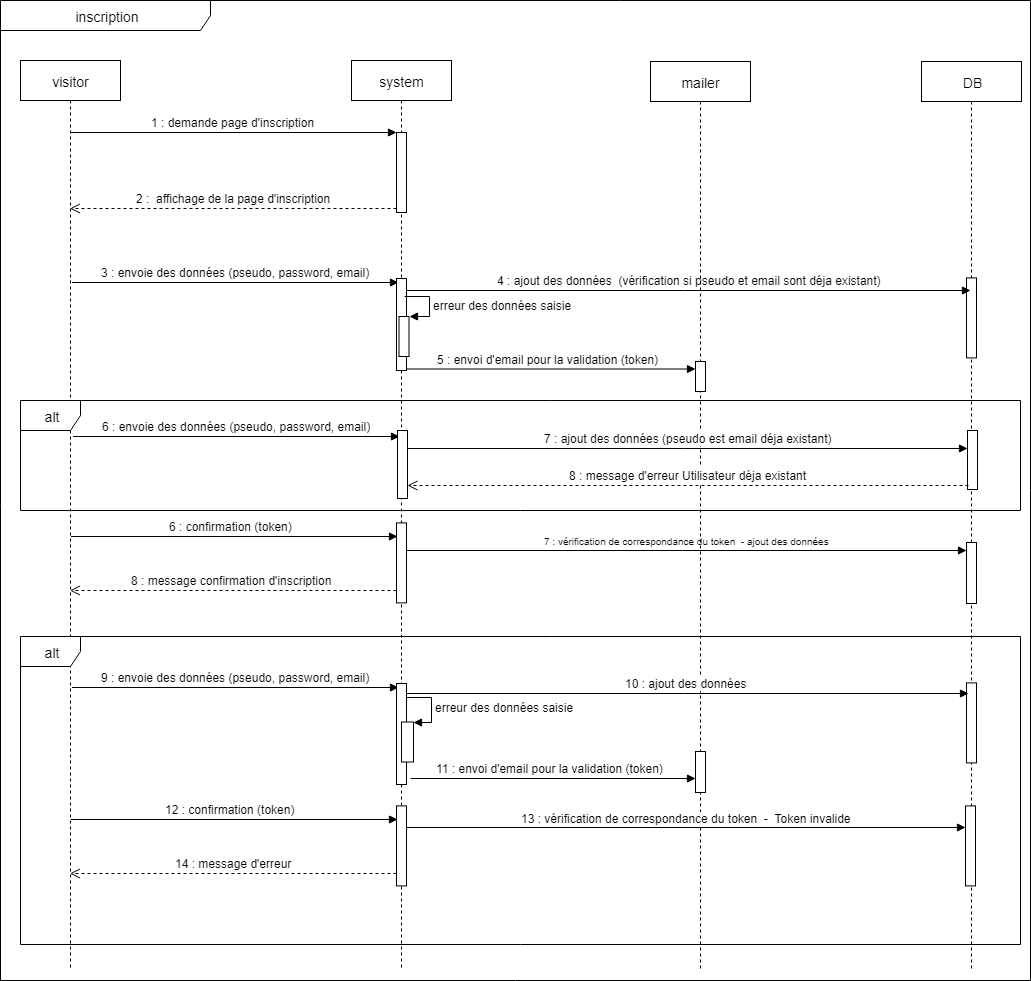 inscription
visitor
system
mailer
DB
1 : demande page d'inscription
2 :  affichage de la page d'inscription
3 : envoie des données (pseudo, password, email)
4 : ajout des données  (vérification si pseudo et email sont déja existant)
erreur des données saisie
5 : envoi d'email pour la validation (token)
alt
6 : envoie des données (pseudo, password, email)
7 : ajout des données (pseudo est email déja existant)
8 : message d'erreur Utilisateur déja existant
6 : confirmation (token)
7 : vérification de correspondance du token  - ajout des données
8 : message confirmation d'inscription
alt
9 : envoie des données (pseudo, password, email)
10 : ajout des données
erreur des données saisie
11 : envoi d'email pour la validation (token)
12 : confirmation (token)
13 : vérification de correspondance du token  -  Token invalide
14 : message d'erreur